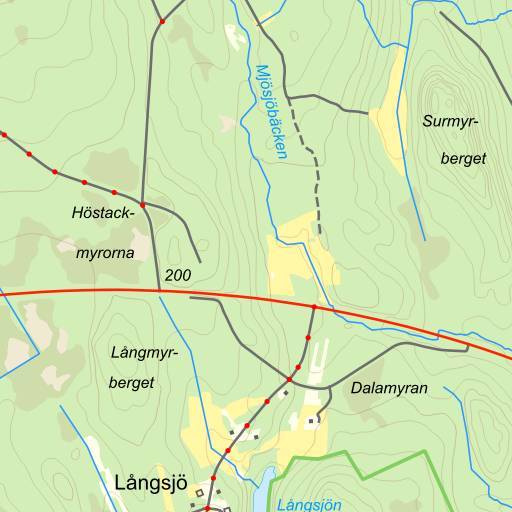 Mjösjöbäcken
Surmyr-
berget
Höstack-
myrorna
200
Långmyr-
berget
Dalamyran
Långsjö
Långsjön